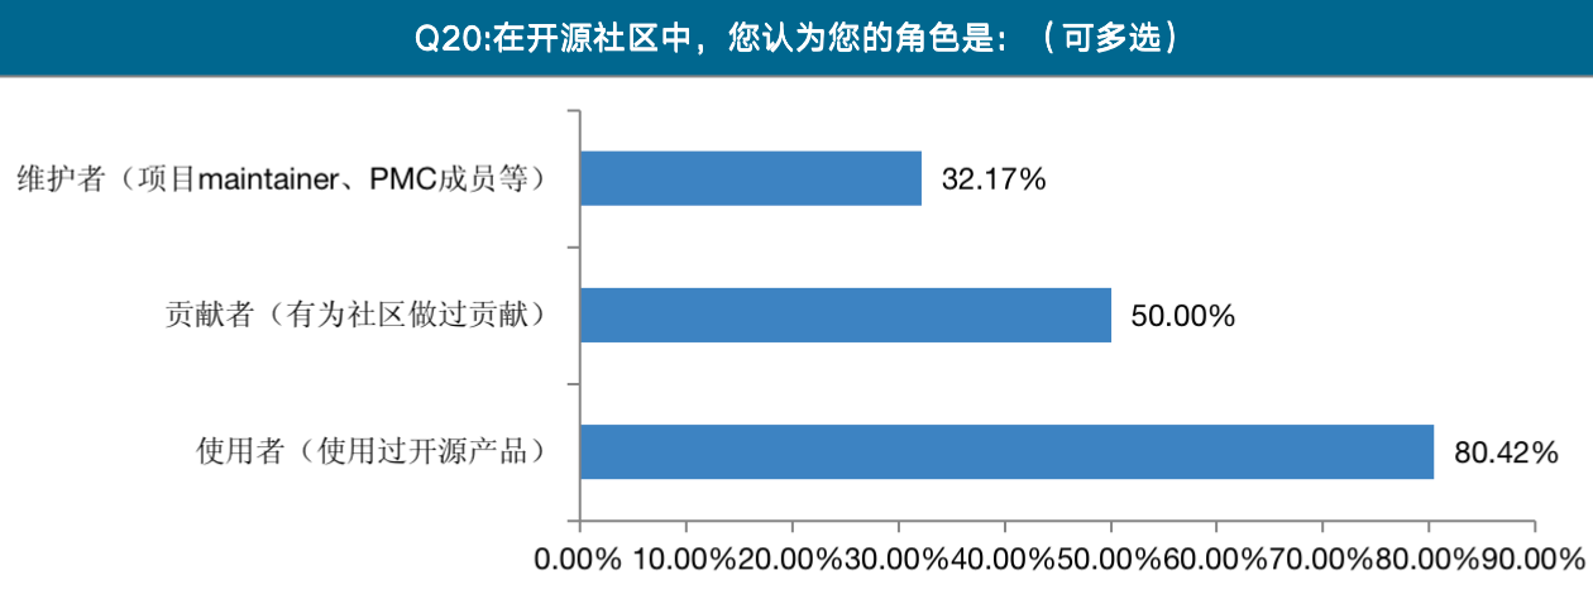 Q20:在开源社区中，您认为您的角色是：（可多选）
维护者（项目maintainer、PMC成员等）
32.17%
贡献者（有为社区做过贡献）
50.00%
使用者（使用过开源产品）
80.42%
0.00% 10.00%20.00%30.00%40.00%50.00%60.00%70.00%80.00%90.00%